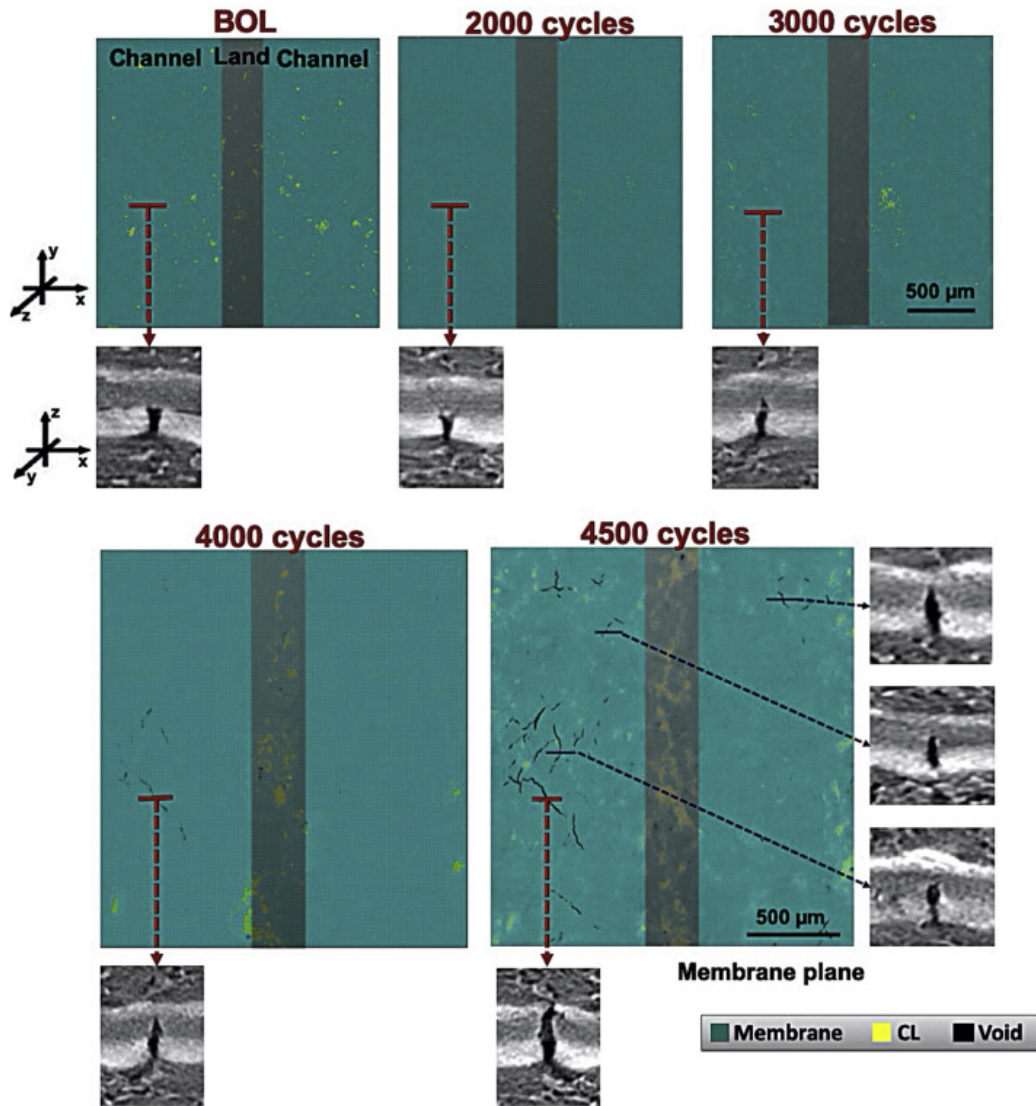 BOL
2000 cycles
3000 cycles
Channel Land Channel
y
x
z
500 µm
z
x
y
4000 cycles
4500 cycles
500 µm
Membrane plane
Membrane CL Void